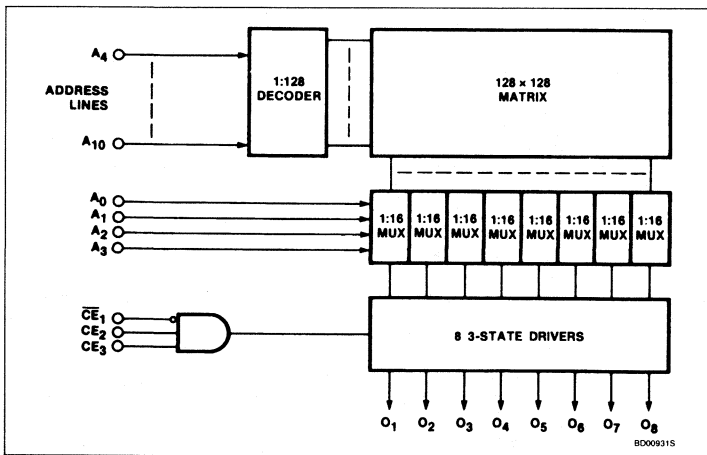 A4
ADDRESS
LINES
A10
1:128
DECODER
128 × 128
MATRIX
A0
A1
A2
A3
1:16
MUX
1:16
MUX
1:16
MUX
1:16
MUX
1:16
MUX
1:16
MUX
1:16
MUX
1:16
MUX
C̅E̅1
CE2
CE3
8 3-STATE DRIVERS
O1 O2 O3 O4 O5 O6 O7 O8
BD00931S